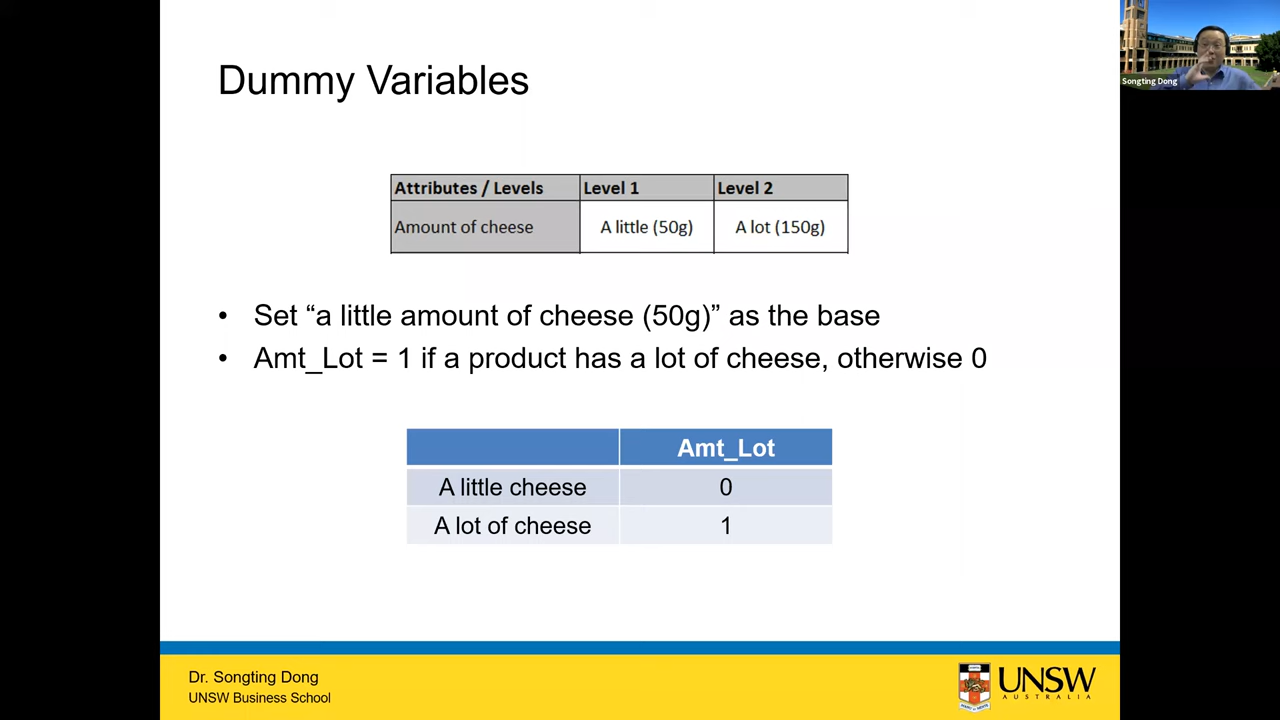 Songting Dong
Dummy Variables
Attributes / Levels Level 1 Level 2
Amount of cheese A little (50g) A lot (150g)
• Set “a little amount of cheese (50g)” as the base
• Amt_Lot = 1 if a product has a lot of cheese, otherwise 0
Amt_Lot
A little cheese 0
A lot of cheese 1
Dr. Songting Dong
UNSW Business School
UNSW
AUSTRALIA